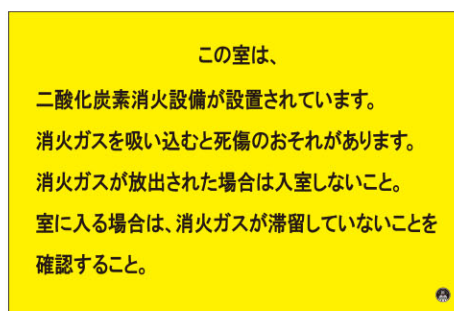 この室は、
二酸化炭素消火設備が設置されています。
消火ガスを吸い込むと死傷のおそれがあります。
消火ガスが放出された場合は入室しないこと。
室に入る場合は、消火ガスが滞留していないことを
確認すること。